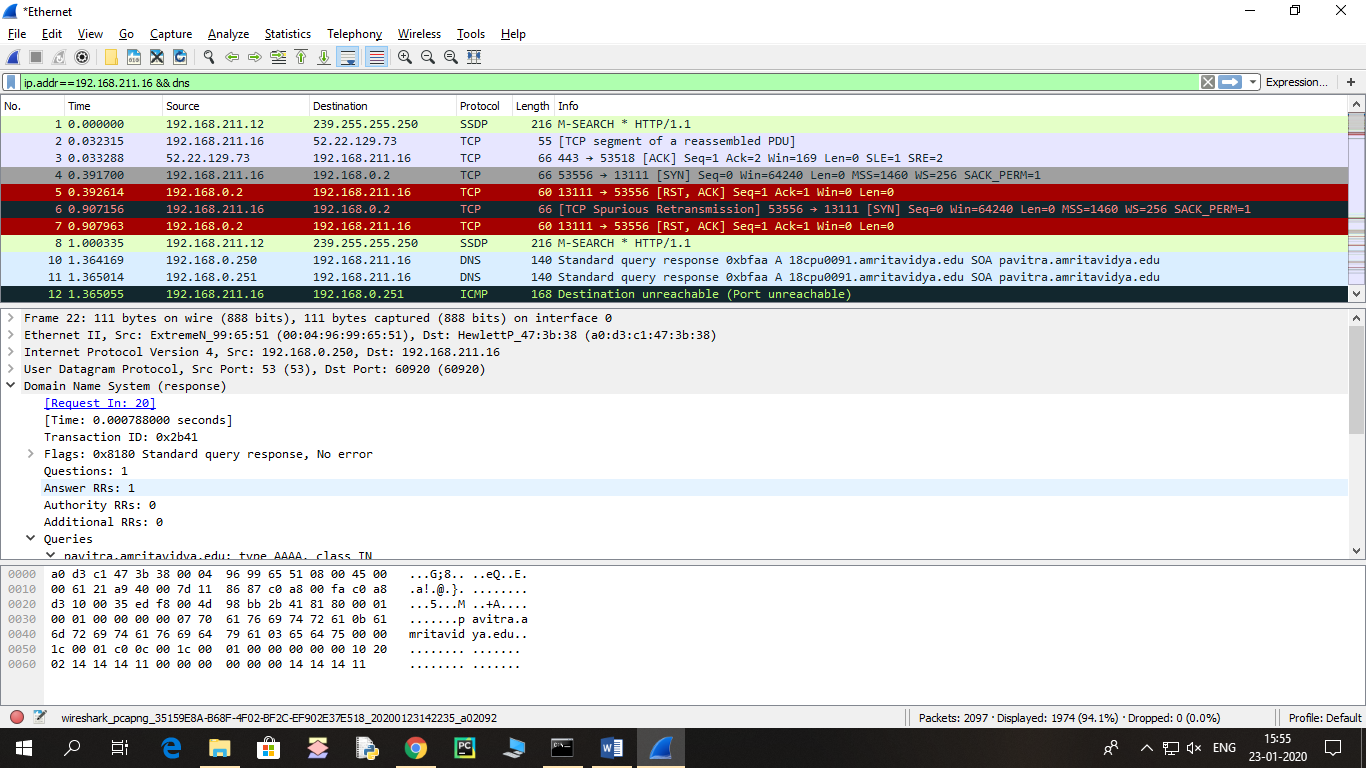 *Ethernet
File Edit View Go Capture Analyze Statistics Telephony Wireless Tools Help
ip.addr==192.168.211.16 && dns Expression... +
No. Time Source Destination Protocol Length Info
1 0.000000 192.168.211.12 239.255.255.250 SSDP 216 M-SEARCH * HTTP/1.1
2 0.032315 192.168.211.16 52.22.129.73 TCP 55 [TCP segment of a reassembled PDU]
3 0.033288 52.22.129.73 192.168.211.16 TCP 66 443 → 53518 [ACK] Seq=1 Ack=2 Win=169 Len=0 SLE=1 SRE=2
4 0.391700 192.168.211.16 192.168.0.2 TCP 66 53556 → 13111 [SYN] Seq=0 Win=64240 Len=0 MSS=1460 WS=256 SACK_PERM=1
5 0.392614 192.168.0.2 192.168.211.16 TCP 60 13111 → 53556 [RST, ACK] Seq=1 Ack=1 Win=0 Len=0
6 0.907156 192.168.211.16 192.168.0.2 TCP 66 [TCP Spurious Retransmission] 53556 → 13111 [SYN] Seq=0 Win=64240 Len=0 MSS=1460 WS=256 SACK_PERM=1
7 0.907963 192.168.0.2 192.168.211.16 TCP 60 13111 → 53556 [RST, ACK] Seq=1 Ack=1 Win=0 Len=0
8 1.000335 192.168.211.12 239.255.255.250 SSDP 216 M-SEARCH * HTTP/1.1
10 1.364169 192.168.0.250 192.168.211.16 DNS 140 Standard query response 0xbfaa A 18cpu0091.amritavidya.edu SOA pavitra.amritavidya.edu
11 1.365014 192.168.0.251 192.168.211.16 DNS 140 Standard query response 0xbfaa A 18cpu0091.amritavidya.edu SOA pavitra.amritavidya.edu
12 1.365055 192.168.211.16 192.168.0.251 ICMP 168 Destination unreachable (Port unreachable)
Frame 22: 111 bytes on wire (888 bits), 111 bytes captured (888 bits) on interface 0
Ethernet II, Src: ExtremeN_99:65:51 (00:04:96:99:65:51), Dst: HewlettP_47:3b:38 (a0:d3:c1:47:3b:38)
Internet Protocol Version 4, Src: 192.168.0.250, Dst: 192.168.211.16
User Datagram Protocol, Src Port: 53 (53), Dst Port: 60920 (60920)
Domain Name System (response)
[Request In: 20]
[Time: 0.000788000 seconds]
Transaction ID: 0x2b41
Flags: 0x8180 Standard query response, No error
Questions: 1
Answer RRs: 1
Authority RRs: 0
Additional RRs: 0
Queries
pavitra.amritavidya.edu: type AAAA, class IN
0000 a0 d3 c1 47 3b 38 00 04 96 99 65 51 08 00 45 00 ...G;8.. ..eQ..E.
0010 00 61 21 a9 40 00 7d 11 86 87 c0 a8 00 fa c0 a8 .a!.@.}. ........
0020 d3 10 00 35 ed f8 00 4d 98 bb 2b 41 81 80 00 01 ...5...M ..+A....
0030 00 01 00 00 00 00 07 70 61 76 69 74 72 61 0b 61 .......p avitra.a
0040 6d 72 69 74 61 76 69 64 79 61 03 65 64 75 00 00 mritavid ya.edu..
0050 1c 00 01 c0 0c 00 1c 00 01 00 00 00 00 00 10 20 ........ .......
0060 02 14 14 14 11 00 00 00 00 00 00 14 14 14 11 ........ .......
wireshark_pcapng_35159E8A-B68F-4F02-BF2C-EF902E37E518_20200123142235_a02092 Packets: 2097 · Displayed: 1974 (94.1%) · Dropped: 0 (0.0%) Profile: Default
ENG 15:55
23-01-2020